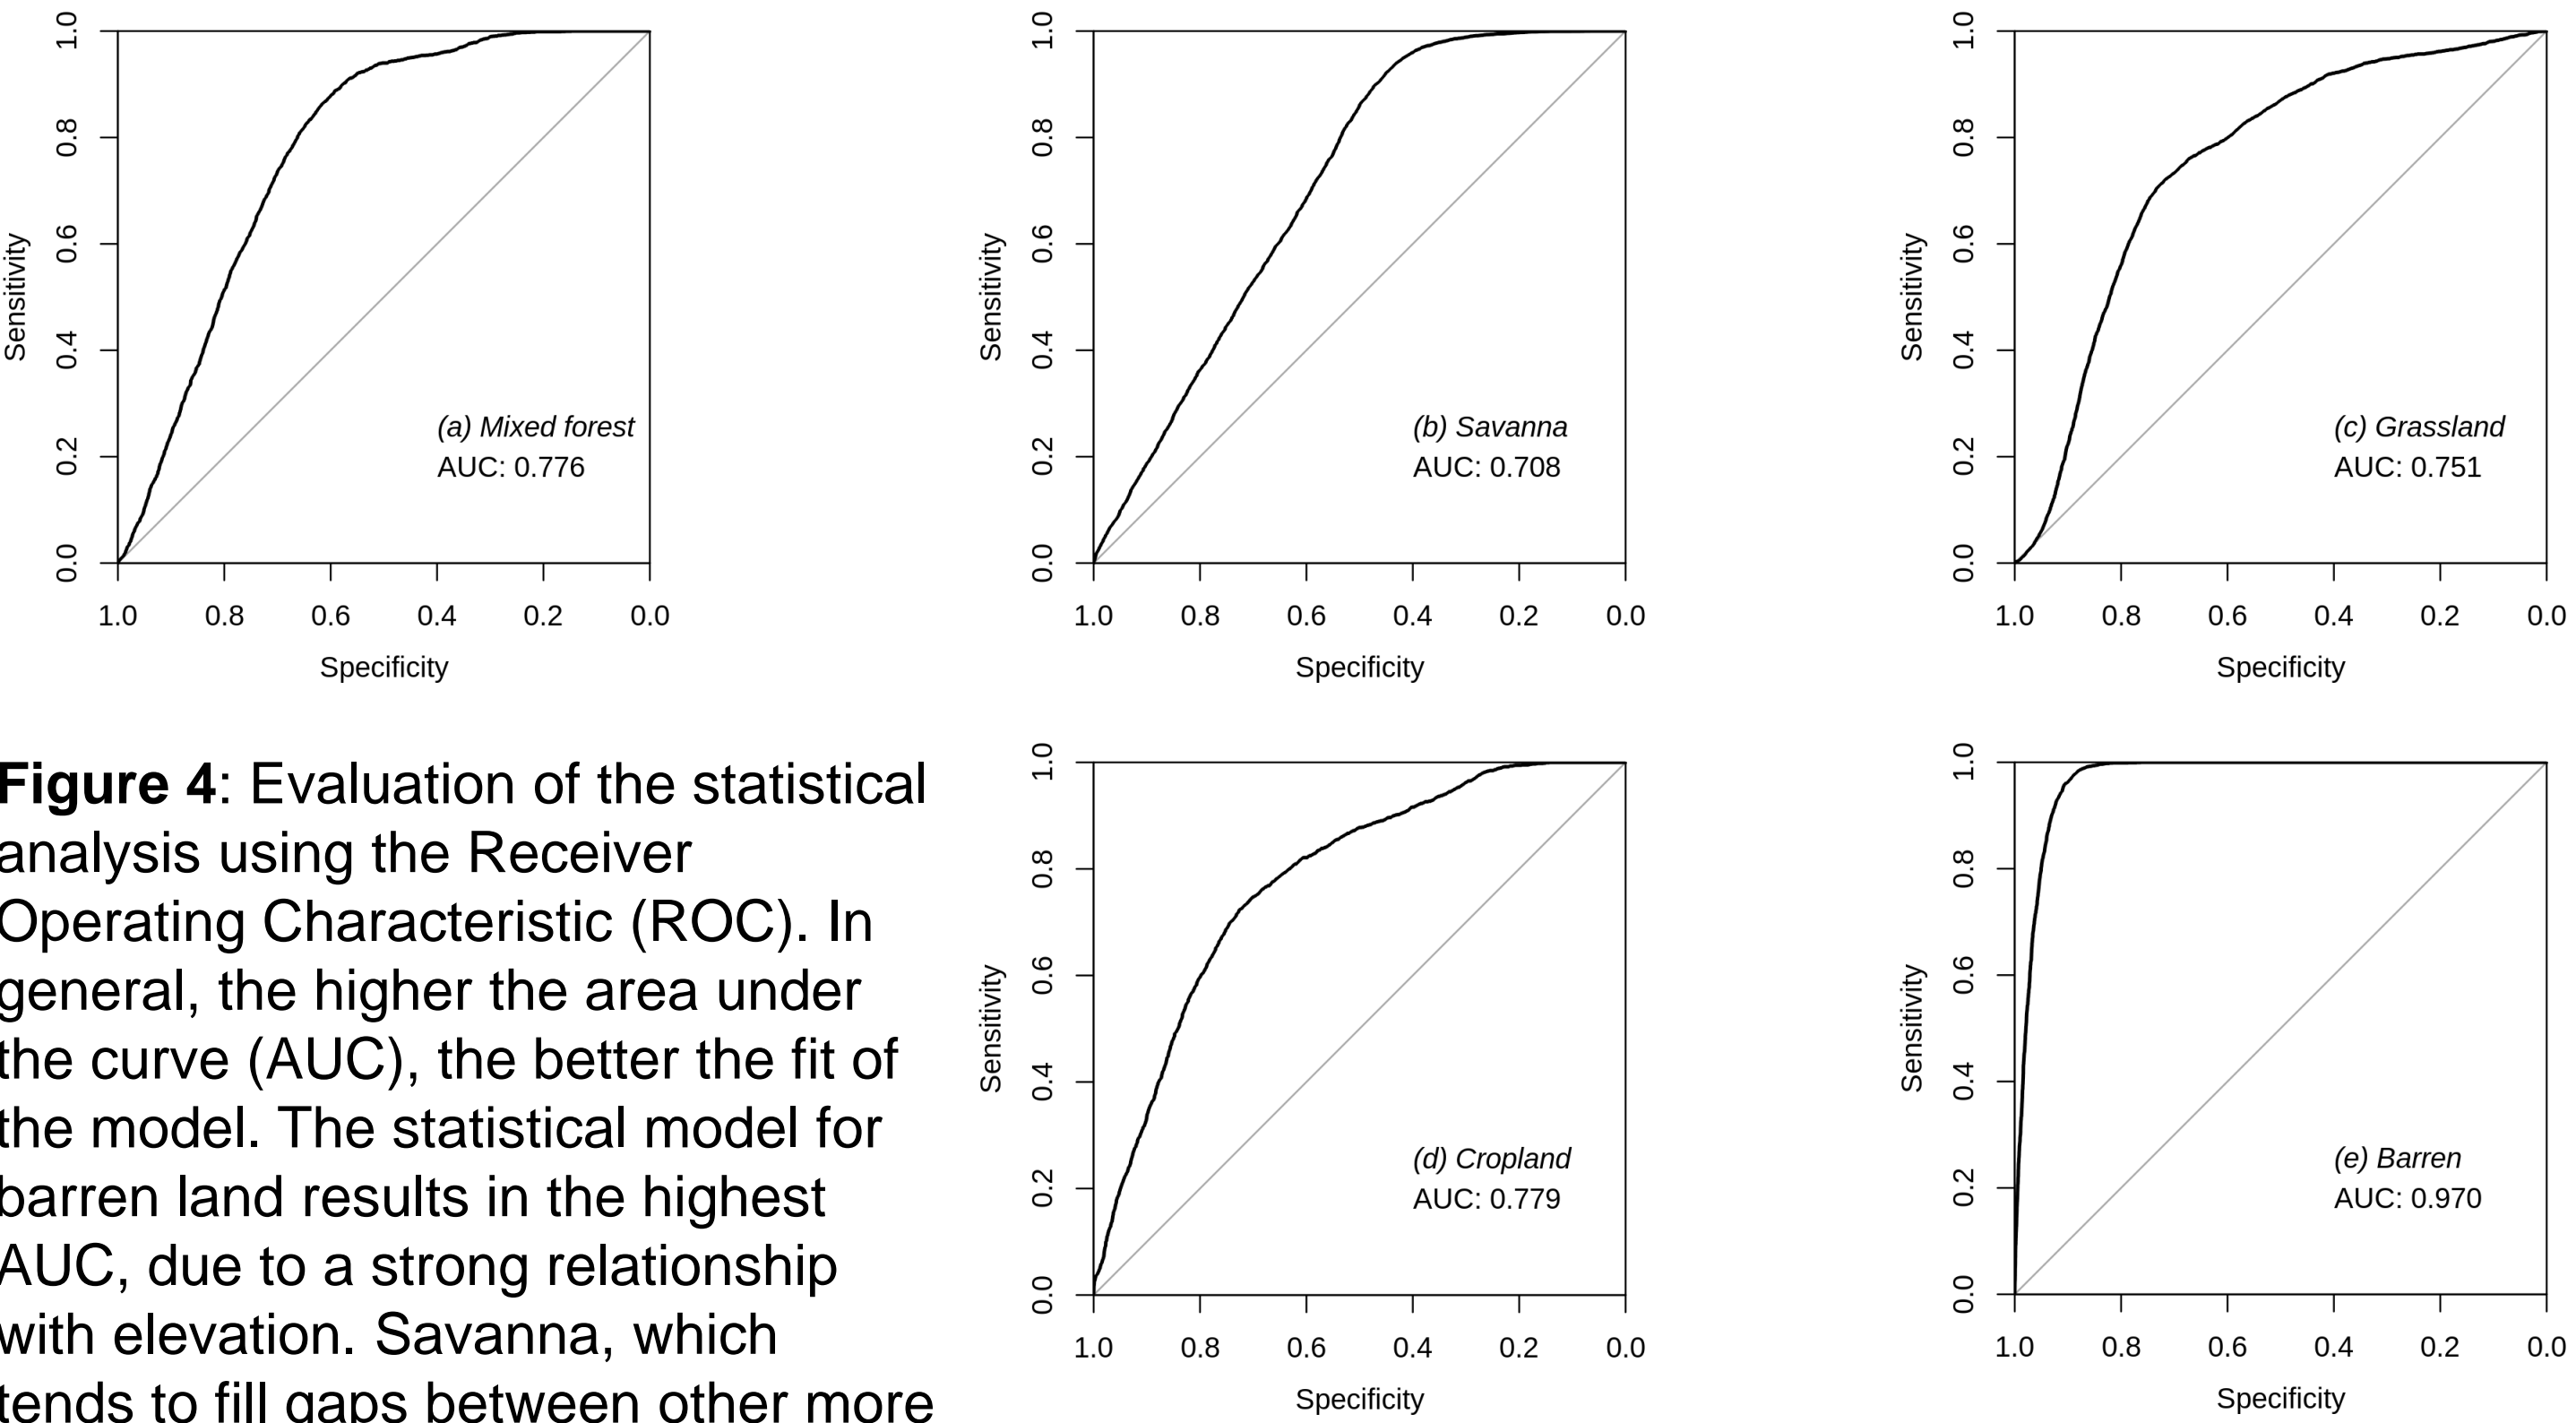 1.0
0.8
0.6
0.4
0.2
0.0
Sensitivity
(a) Mixed forest
AUC: 0.776
1.0 0.8 0.6 0.4 0.2 0.0
Specificity
1.0
0.8
0.6
0.4
0.2
0.0
Sensitivity
(b) Savanna
AUC: 0.708
1.0 0.8 0.6 0.4 0.2 0.0
Specificity
1.0
0.8
0.6
0.4
0.2
0.0
Sensitivity
(c) Grassland
AUC: 0.751
1.0 0.8 0.6 0.4 0.2 0.0
Specificity
Figure 4: Evaluation of the statistical
analysis using the Receiver
Operating Characteristic (ROC). In
general, the higher the area under
the curve (AUC), the better the fit of
the model. The statistical model for
barren land results in the highest
AUC, due to a strong relationship
with elevation. Savanna, which
tends to fill gaps between other more
1.0
0.8
0.6
0.4
0.2
0.0
Sensitivity
(d) Cropland
AUC: 0.779
1.0 0.8 0.6 0.4 0.2 0.0
Specificity
1.0
0.8
0.6
0.4
0.2
0.0
Sensitivity
(e) Barren
AUC: 0.970
1.0 0.8 0.6 0.4 0.2 0.0
Specificity